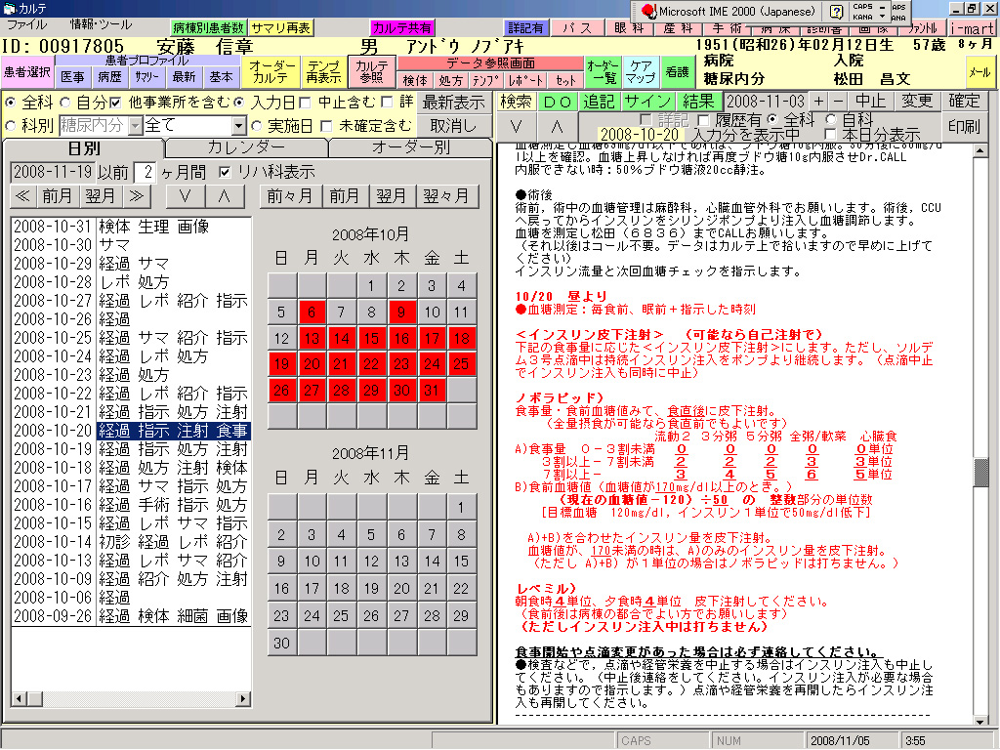 カルテ
Microsoft IME 2000 (Japanese) CAPS KANA
ファイル 情報・ツール 病棟別患者数 サマリ再表 カルテ共有 詳記有 パス 眼科 産科 手術 病床 診断書 画像 i-mart
ID: 00917805 安藤 信章 男 アンドウ ノブアキ 1951(昭和26)年02月12日生 57歳 8ヶ月
患者選択 患者プロファイル 医事 病歴 サマリー 最新 基本 オーダーカルテ テンプ再表示 カルテ参照 データ参照画面 検体 処方 テンプ レポート セット オーダー一覧 ケアマップ 看護 病院 入院 メール
糖尿内分 松田 昌文
全科 自分 他事業所を含む 入力日 中止含む 詳 最新表示
科別 糖尿内分 全て 実施日 未確定含む 取消し
検索 DO 追記 サイン 結果 2008-11-03 + − 中止 変更 確定
∨ ∧ 詳記 履歴有 全科 自科 印刷
2008-10-20 入力分を表示中 本日分表示
日別 カレンダー オーダー別
2008-11-19 以前 2 ヶ月間 リハ科表示
≪ 前月 翌月 ≫ ∨ ∧ 前々月 前月 翌月 翌々月
2008-10-31 検体 生理 画像
2008-10-30 サマ
2008-10-29 経過 サマ
2008-10-28 レポ 処方
2008-10-27 経過 レポ 紹介 指示
2008-10-26 経過
2008-10-25 経過 サマ 紹介 指示
2008-10-24 経過 レポ 処方
2008-10-23 経過 処方
2008-10-22 経過 レポ 紹介 指示
2008-10-21 経過 指示 処方 注射
2008-10-20 経過 指示 注射 食事
2008-10-19 経過 指示 処方 注射
2008-10-18 経過 処方 注射 検体
2008-10-17 経過 サマ 指示 処方
2008-10-16 経過 手術 指示 処方
2008-10-15 経過 レポ サマ 指示
2008-10-14 初診 経過 レポ 紹介
2008-10-13 経過 レポ サマ 紹介
2008-10-09 経過 紹介 処方 注射
2008-10-06 経過
2008-09-26 経過 検体 細菌 画像
2008年10月
日 月 火 水 木 金 土
1 2 3 4
5 6 7 8 9 10 11
12 13 14 15 16 17 18
19 20 21 22 23 24 25
26 27 28 29 30 31
2008年11月
日 月 火 水 木 金 土
1
2 3 4 5 6 7 8
9 10 11 12 13 14 15
16 17 18 19 20 21 22
23 24 25 26 27 28 29
30
l以上を確認。血糖上昇しなければ再度ブドウ糖10g内服させDr.CALL
内服できない時：50%ブドウ糖液20cc静注。
●術後
術前，術中の血糖管理は麻酔科，心臓血管外科でお願いします。術後，CCU
へ戻ってからインスリンをシリンジポンプより注入し血糖調節します。
血糖を測定し松田（6836）までCALLお願いします。
（それ以後はコール不要。データはカルテ上で拾いますので早めに上げて
ください）
インスリン流量と次回血糖チェックを指示します。
10/20 昼より
●血糖測定：毎食前、眠前＋指示した時刻
＜インスリン皮下注射＞ （可能なら自己注射で）
下記の食事量に応じた＜インスリン皮下注射＞にします。ただし、ソルデ
ム3号点滴中は持続インスリン注入をポンプより継続します。（点滴中止
でインスリン注入も同時に中止）
ノボラピッド）
食事量・食前血糖値みて、食直後に皮下注射。
（全量摂食が可能なら食直前でもよいです）
流動2 3分粥 5分粥 全粥/軟菜 心臓食
A)食事量 0−3割未満 0 0 0 0 0単位
3割以上−7割未満 2 2 2 3 3単位
7割以上− 3 4 5 6 5単位
B)食前血糖値（血糖値が170mg/dl以上のとき。）
（現在の血糖値−120）÷50 の 整数部分の単位数
[目標血糖 120mg/dl，インスリン1単位で50mg/dl低下]
A)+B)を合わせたインスリン量を皮下注射。
血糖値が、170未満の時は、A)のみのインスリン量を皮下注射。
（ただし A)+B) が1単位の場合はノボラピッドは打ちません。）
レベミル）
朝食時4単位、夕食時4単位 皮下注射してください。
（食前後は病棟の都合でよい方でお願いします）
（ただしインスリン注入中は打ちません）
食事開始や点滴変更があった場合は必ず連絡してください。
●検査などで，点滴や経管栄養を中止する場合はインスリン注入も中止し
てください。（中止後連絡をしてください。インスリン注入が必要な場合
もありますので指示します。）点滴や経管栄養を再開したらインスリン注
入も再開してください。
CAPS NUM 2008/11/05 3:55